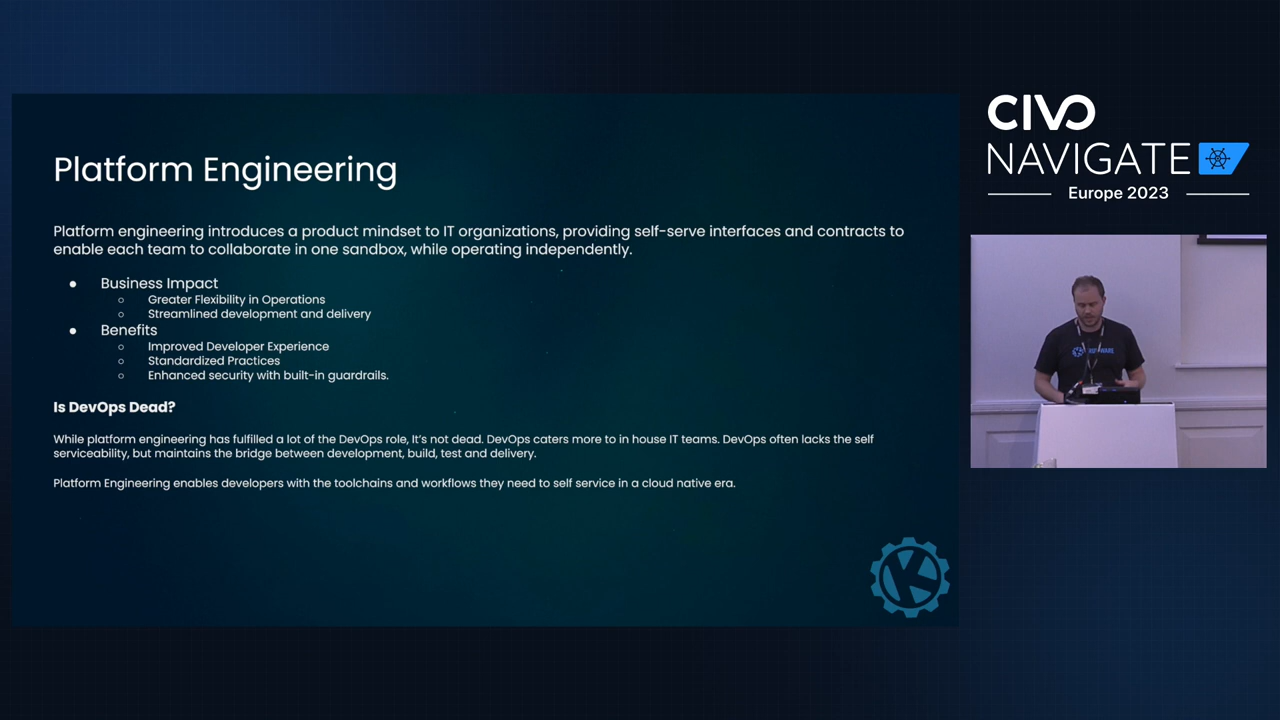 Platform Engineering
Platform engineering introduces a product mindset to IT organizations, providing self-serve interfaces and contracts to
enable each team to collaborate in one sandbox, while operating independently.
● Business Impact
○ Greater Flexibility in Operations
○ Streamlined development and delivery
● Benefits
○ Improved Developer Experience
○ Standardized Practices
○ Enhanced security with built-in guardrails.
Is DevOps Dead?
While platform engineering has fulfilled a lot of the DevOps role, It's not dead. DevOps caters more to in house IT teams. DevOps often lacks the self
serviceability, but maintains the bridge between development, build, test and delivery.
Platform Engineering enables developers with the toolchains and workflows they need to self service in a cloud native era.
K
CIVO
NAVIGATE
Europe 2023